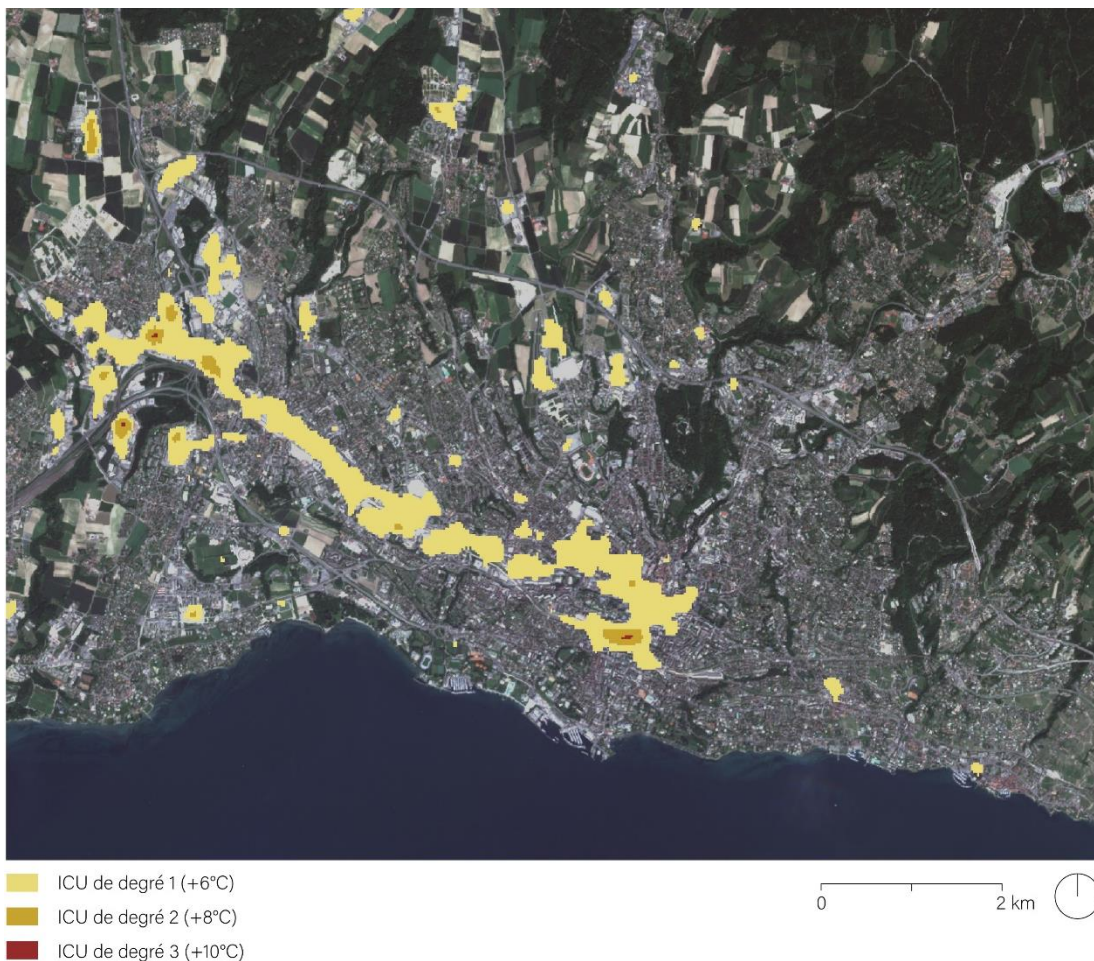 ICU de degré 1 (+6°C)
ICU de degré 2 (+8°C)
ICU de degré 3 (+10°C)
0 2 km